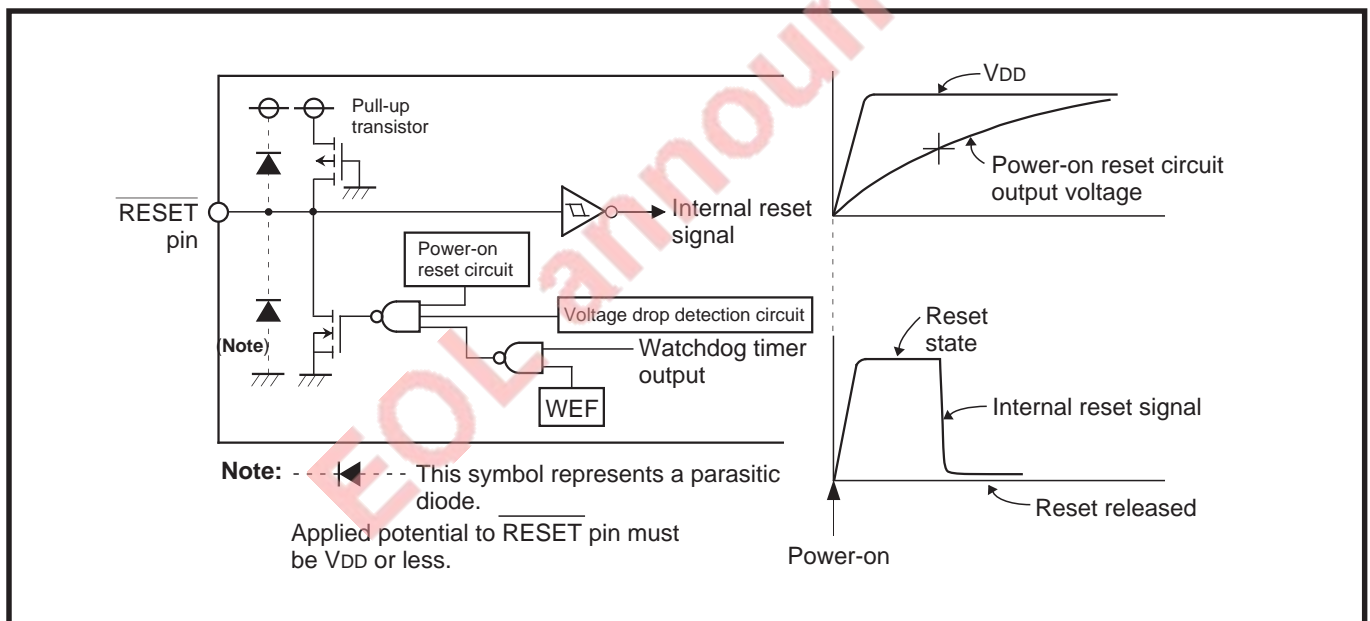 Pull-up
transistor
RESET
pin
Internal reset
signal
Power-on
reset circuit
Voltage drop detection circuit
Watchdog timer
output
WEF
(Note)
Note: This symbol represents a parasitic
diode.
Applied potential to RESET pin must
be VDD or less.
VDD
Power-on reset circuit
output voltage
Reset
state
Internal reset signal
Reset released
Power-on
EOL announ